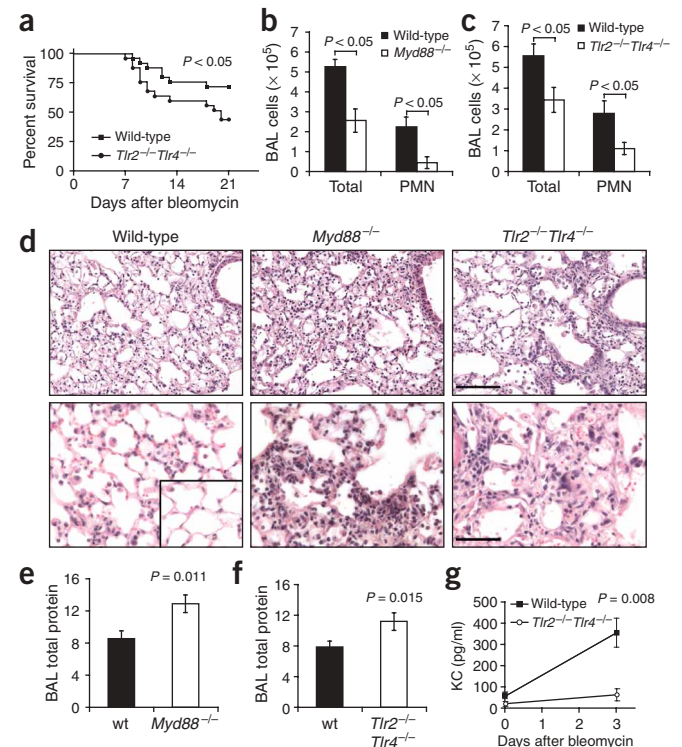 a
Percent survival
100
75
50
25
0
P < 0.05
Wild-type
Tlr2–/–Tlr4–/–
0 7 14 21
Days after bleomycin
b
BAL cells (× 10⁵)
7
6
5
4
3
2
1
0
Wild-type
Myd88–/–
P < 0.05
P < 0.05
Total PMN
c
BAL cells (× 10⁵)
7
6
5
4
3
2
1
0
Wild-type
Tlr2–/–Tlr4–/–
P < 0.05
P < 0.05
Total PMN
d
Wild-type Myd88–/– Tlr2–/–Tlr4–/–
e
BAL total protein
16
12
8
4
0
P = 0.011
wt Myd88–/–
f
BAL total protein
16
12
8
4
0
P = 0.015
wt Tlr2–/–
Tlr4–/–
g
KC (pg/ml)
500
400
300
200
100
0
Wild-type P = 0.008
Tlr2–/–Tlr4–/–
0 1 2 3
Days after bleomycin